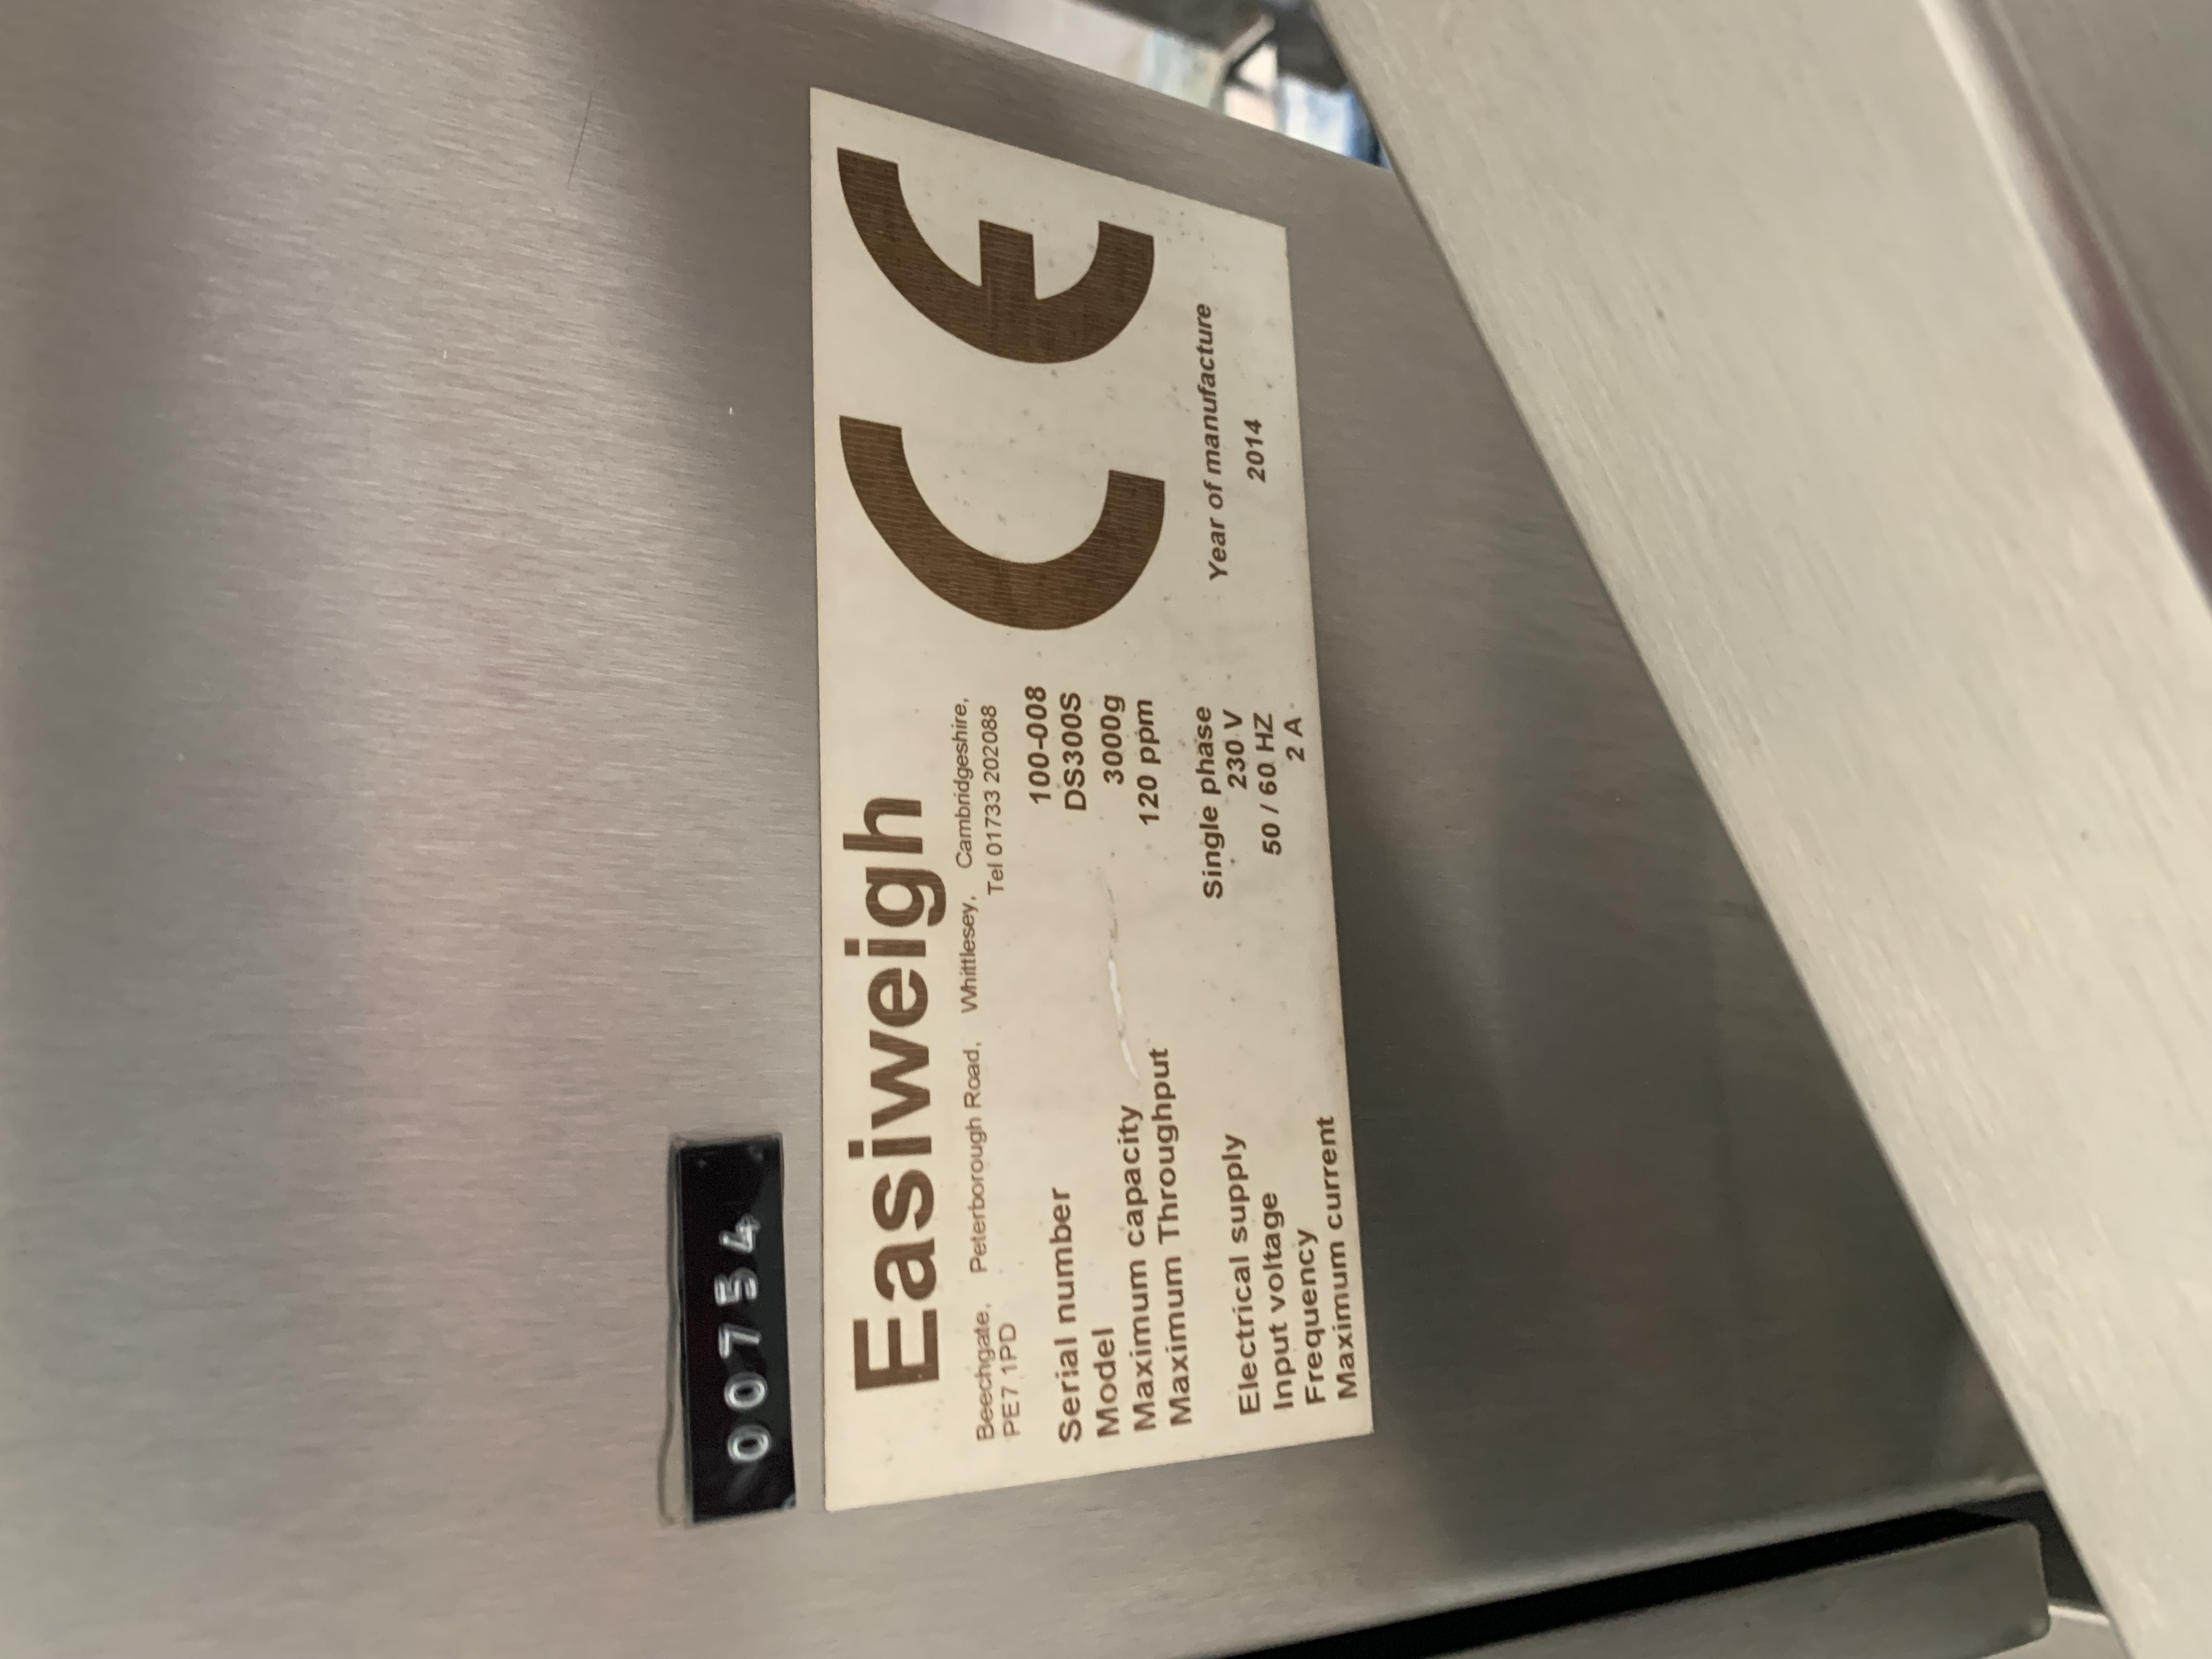 00754
Easiweigh
Beechgate, Peterborough Road, Whittlesey, Cambridgeshire,
PE7 1PD Tel 01733 202088
Serial number 100-008
Model DS300S
Maximum capacity 3000g
Maximum Throughput 120 ppm
Electrical supply Single phase
Input voltage 230 V
Frequency 50 / 60 HZ
Maximum current 2 A
CE
Year of manufacture
2014